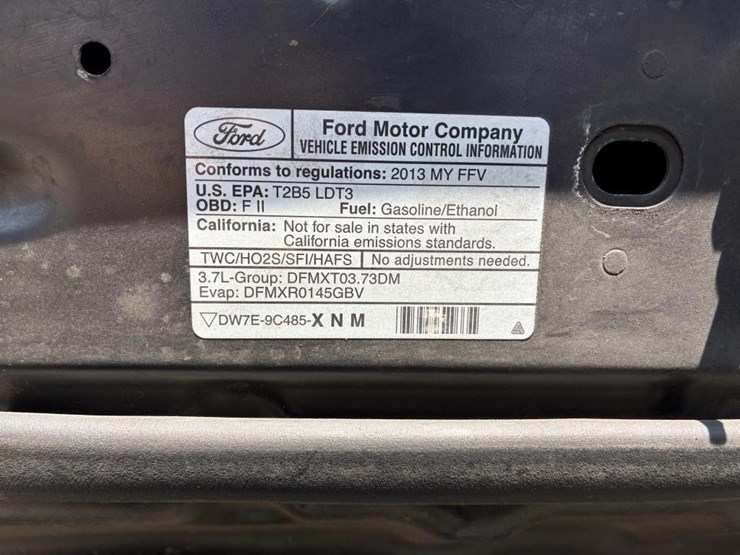 Ford
Ford Motor Company
VEHICLE EMISSION CONTROL INFORMATION
Conforms to regulations: 2013 MY FFV
U.S. EPA: T2B5 LDT3
OBD: F II Fuel: Gasoline/Ethanol
California: Not for sale in states with
California emissions standards.
TWC/HO2S/SFI/HAFS No adjustments needed.
3.7L-Group: DFMXT03.73DM
Evap: DFMXR0145GBV
▽DW7E-9C485-X N M